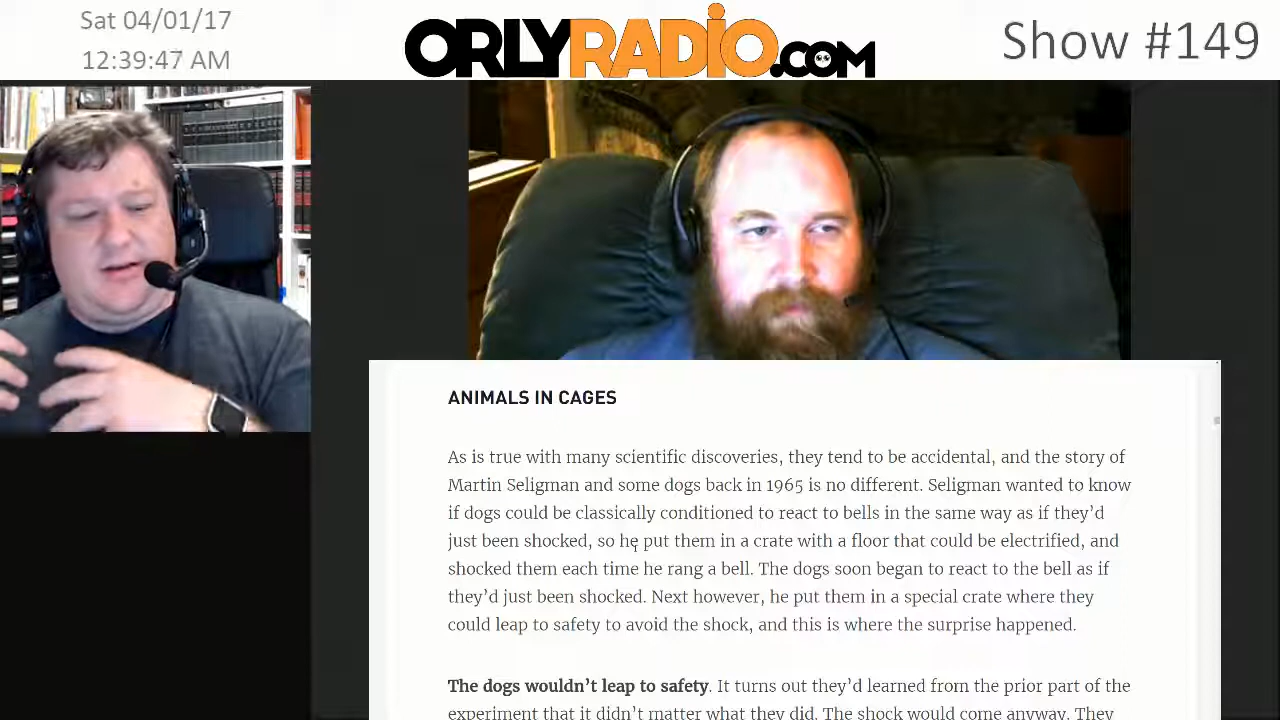 Sat 04/01/17
12:39:47 AM
ORLYRADIO.COM
Show #149
ANIMALS IN CAGES
As is true with many scientific discoveries, they tend to be accidental, and the story of
Martin Seligman and some dogs back in 1965 is no different. Seligman wanted to know
if dogs could be classically conditioned to react to bells in the same way as if they’d
just been shocked, so he put them in a crate with a floor that could be electrified, and
shocked them each time he rang a bell. The dogs soon began to react to the bell as if
they’d just been shocked. Next however, he put them in a special crate where they
could leap to safety to avoid the shock, and this is where the surprise happened.
The dogs wouldn’t leap to safety. It turns out they’d learned from the prior part of the
experiment that it didn’t matter what they did. The shock would come anyway. They